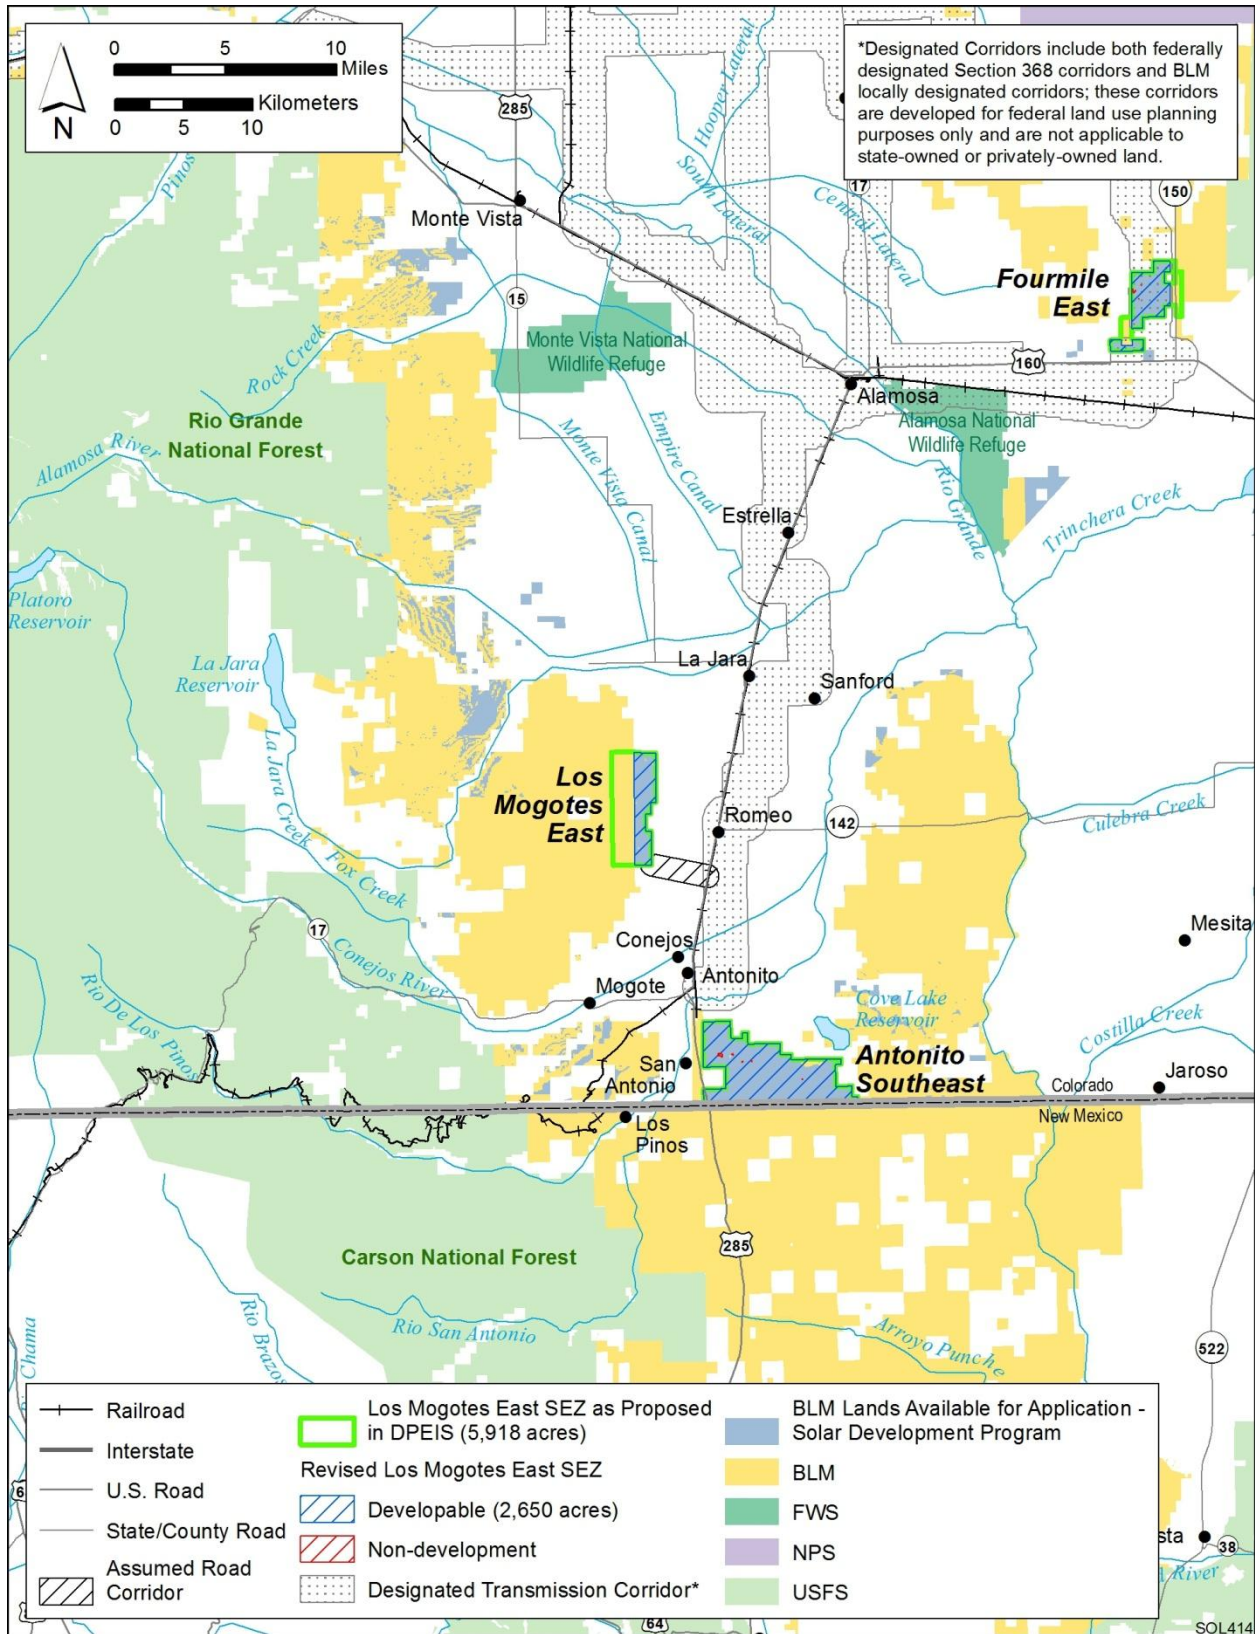 0 5 10
Miles
Kilometers
0 5 10
N
*Designated Corridors include both federally
designated Section 368 corridors and BLM
locally designated corridors; these corridors
are developed for federal land use planning
purposes only and are not applicable to
state-owned or privately-owned land.
285
Hooper Lateral
South Lateral
Central Lateral
17
150
Pinos
Monte Vista
Fourmile
East
15
Monte Vista National
Wildlife Refuge
160
Rock Creek
Alamosa
Alamosa National
Wildlife Refuge
Rio Grande
National Forest
Alamosa River
Monte Vista Canal
Empire Canal
Rio Grande
Trinchera Creek
Estrella
Platoro
Reservoir
La Jara
Reservoir
La Jara
Sanford
La Jara Creek
Los
Mogotes
East
Romeo
142
Culebra Creek
Fox Creek
17
Conejos River
Conejos
Mesita
Antonito
Mogote
Rio De Los Pinos
Cove Lake
Reservoir
Costilla Creek
San
Antonio
Antonito
Southeast
Jaroso
Colorado
New Mexico
Los
Pinos
285
Carson National Forest
Rio San Antonio
Arroyo Punche
Rio Brazos
Chama
522
Railroad
Interstate
U.S. Road
State/County Road
Assumed Road
Corridor
Los Mogotes East SEZ as Proposed
in DPEIS (5,918 acres)
Revised Los Mogotes East SEZ
Developable (2,650 acres)
Non-development
Designated Transmission Corridor*
BLM Lands Available for Application -
Solar Development Program
BLM
FWS
NPS
USFS
sta
38
River
64
SOL414